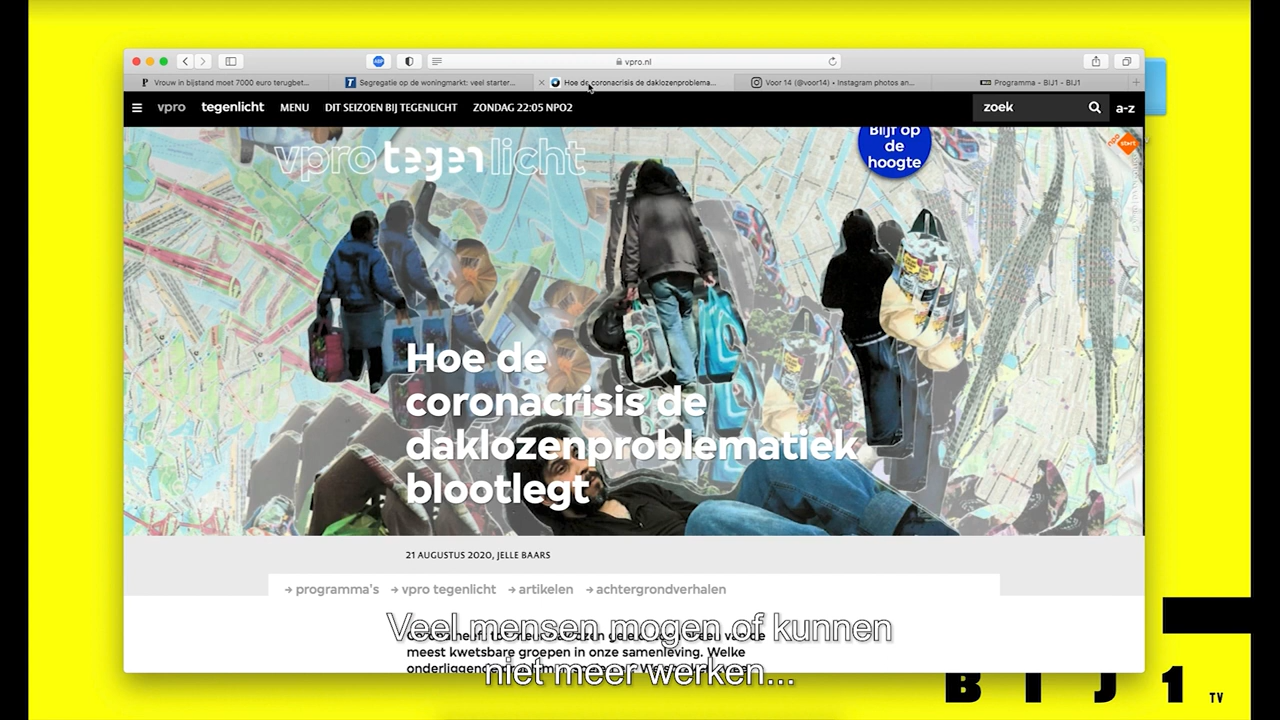 vpro.nl
Vrouw in bijstand moet 7000 euro terugbet...
Segregatie op de woningmarkt: veel starter...
Hoe de coronacrisis de daklozenproblema...
Voor 14 (@voor14) • Instagram photos an...
Programma - BIJ1 - BIJ1
vpro tegenlicht MENU DIT SEIZOEN BIJ TEGENLICHT ZONDAG 22:05 NPO2 zoek a-z
vpro tegenlicht
Blijf op
de
hoogte
npo start
Hoe de
coronacrisis de
daklozenproblematiek
blootlegt
21 AUGUSTUS 2020, JELLE BAARS
→ programma's → vpro tegenlicht → artikelen → achtergrondverhalen
Veel mensen mogen of kunnen
meest kwetsbare groepen in onze samenleving. Welke
niet meer werken...
BIJ1 TV